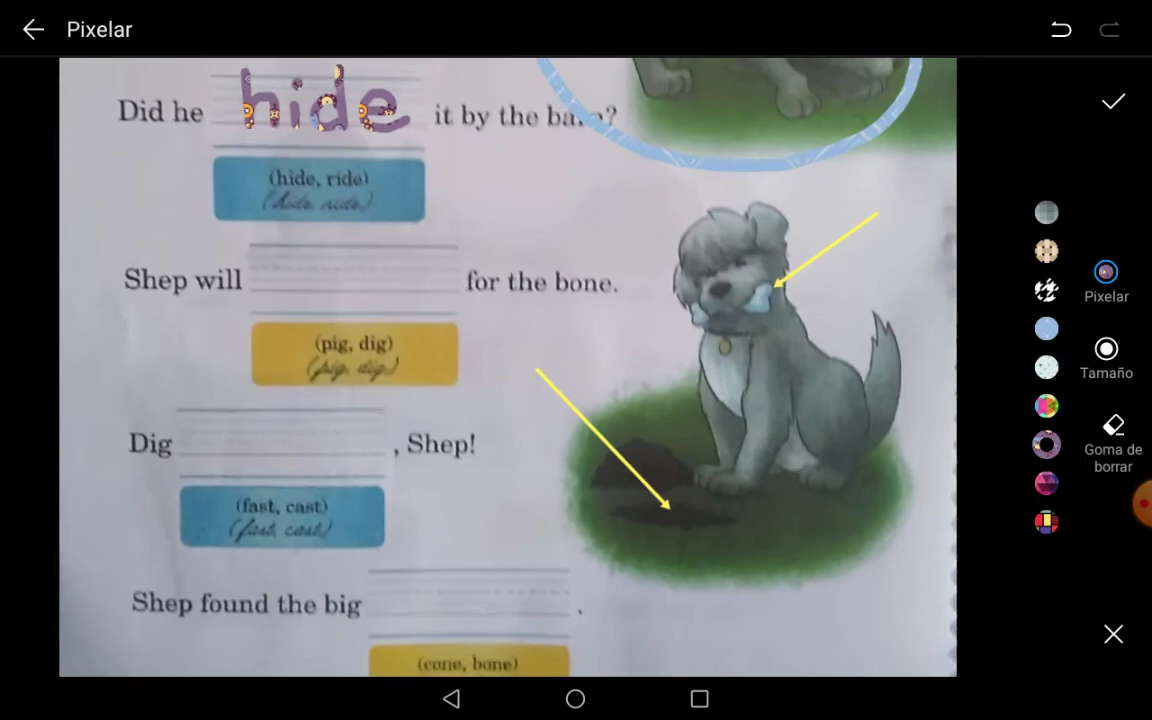 Pixelar
Did he hide it by the ba
(hide, ride)
(hide, ride)
Shep will for the bone.
(pig, dig)
(pig, dig)
Dig , Shep!
(fast, cast)
(fast, cast)
Shep found the big .
(cone, bone)
Pixelar
Tamaño
Goma de
borrar